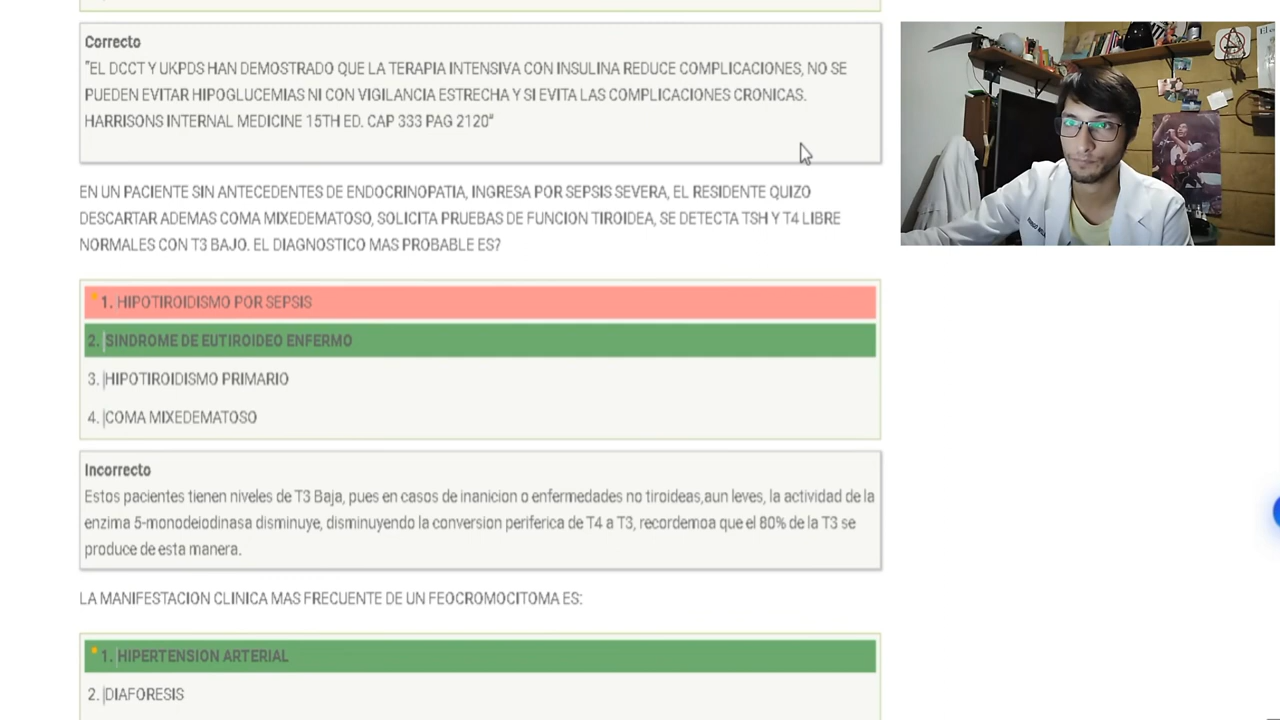 Correcto
"EL DCCT Y UKPDS HAN DEMOSTRADO QUE LA TERAPIA INTENSIVA CON INSULINA REDUCE COMPLICACIONES, NO SE
PUEDEN EVITAR HIPOGLUCEMIAS NI CON VIGILANCIA ESTRECHA Y SI EVITA LAS COMPLICACIONES CRONICAS.
HARRISONS INTERNAL MEDICINE 15TH ED. CAP 333 PAG 2120"
EN UN PACIENTE SIN ANTECEDENTES DE ENDOCRINOPATIA, INGRESA POR SEPSIS SEVERA, EL RESIDENTE QUIZO
DESCARTAR ADEMAS COMA MIXEDEMATOSO, SOLICITA PRUEBAS DE FUNCION TIROIDEA, SE DETECTA TSH Y T4 LIBRE
NORMALES CON T3 BAJO. EL DIAGNOSTICO MAS PROBABLE ES?
1. HIPOTIROIDISMO POR SEPSIS
2. SINDROME DE EUTIROIDEO ENFERMO
3. HIPOTIROIDISMO PRIMARIO
4. COMA MIXEDEMATOSO
Incorrecto
Estos pacientes tienen niveles de T3 Baja, pues en casos de inanicion o enfermedades no tiroideas,aun leves, la actividad de la
enzima 5-monodeiodinasa disminuye, disminuyendo la conversion periferica de T4 a T3, recordemoa que el 80% de la T3 se
produce de esta manera.
LA MANIFESTACION CLINICA MAS FRECUENTE DE UN FEOCROMOCITOMA ES:
1. HIPERTENSION ARTERIAL
2. DIAFORESIS